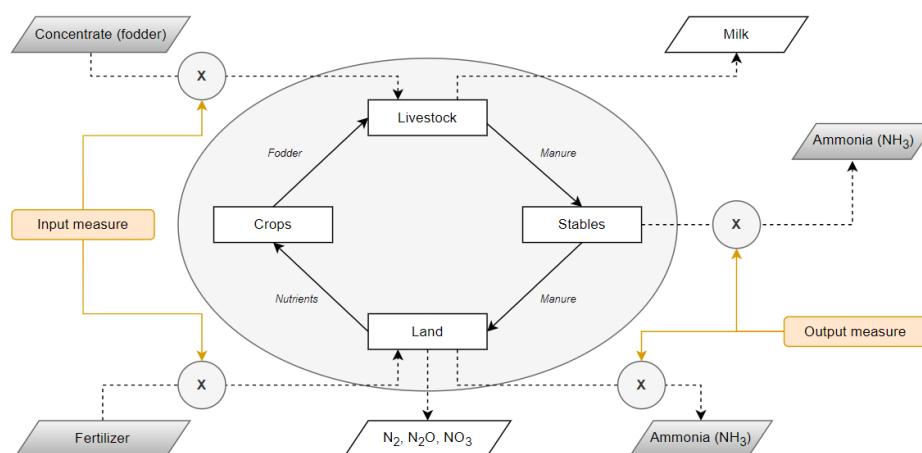 Concentrate (fodder)
Milk
X
Livestock
Ammonia (NH₃)
Fodder
Manure
Input measure
Crops
Stables
X
Nutrients
Manure
Land
Output measure
X
X
Fertilizer
N₂, N₂O, NO₃
Ammonia (NH₃)